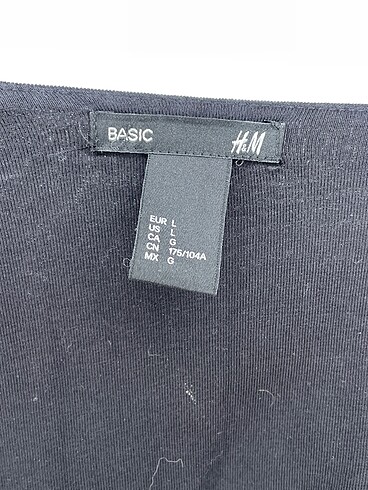 BASIC H&M
EUR L
US L
CA G
CN 175/104A
MX G